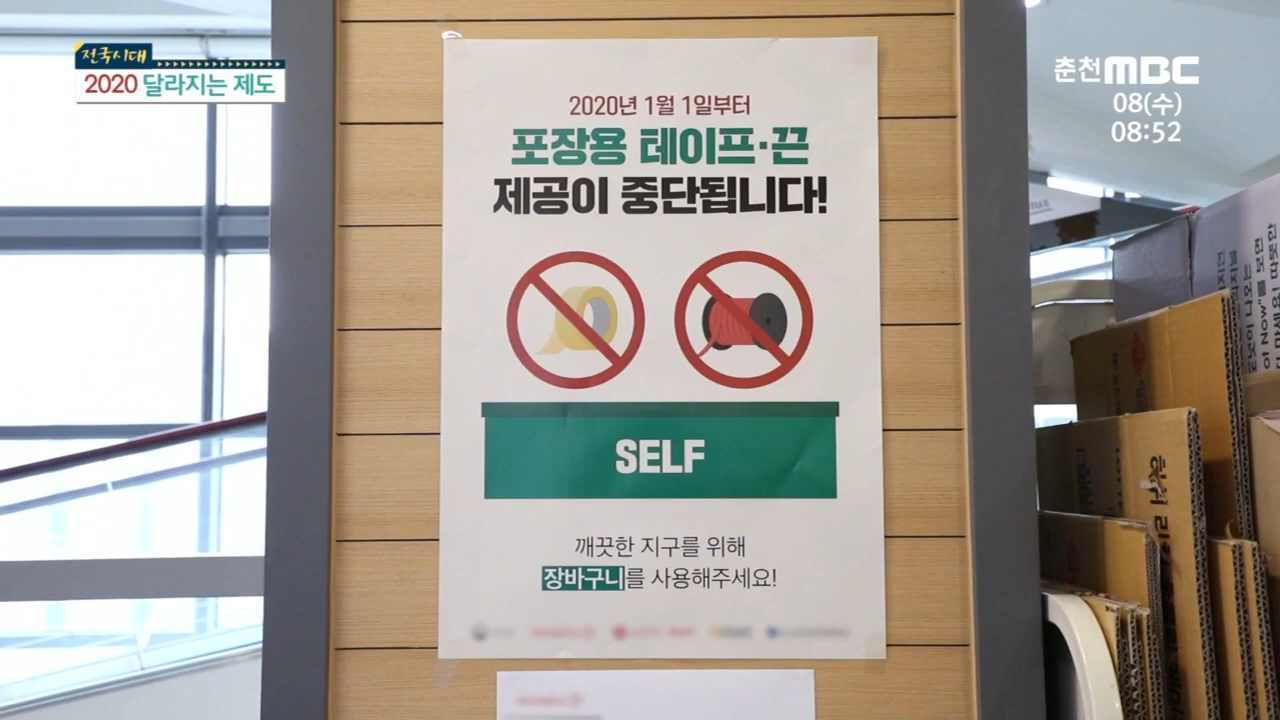 전국시대
2020 달라지는 제도
춘천MBC
08(수)
08:52
2020년 1월 1일부터
포장용 테이프·끈
제공이 중단됩니다!
SELF
깨끗한 지구를 위해
장바구니를 사용해주세요!